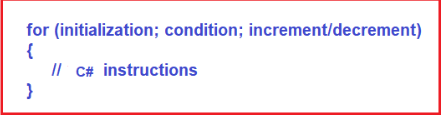 for (initialization; condition; increment/decrement)
{
// C# instructions
}